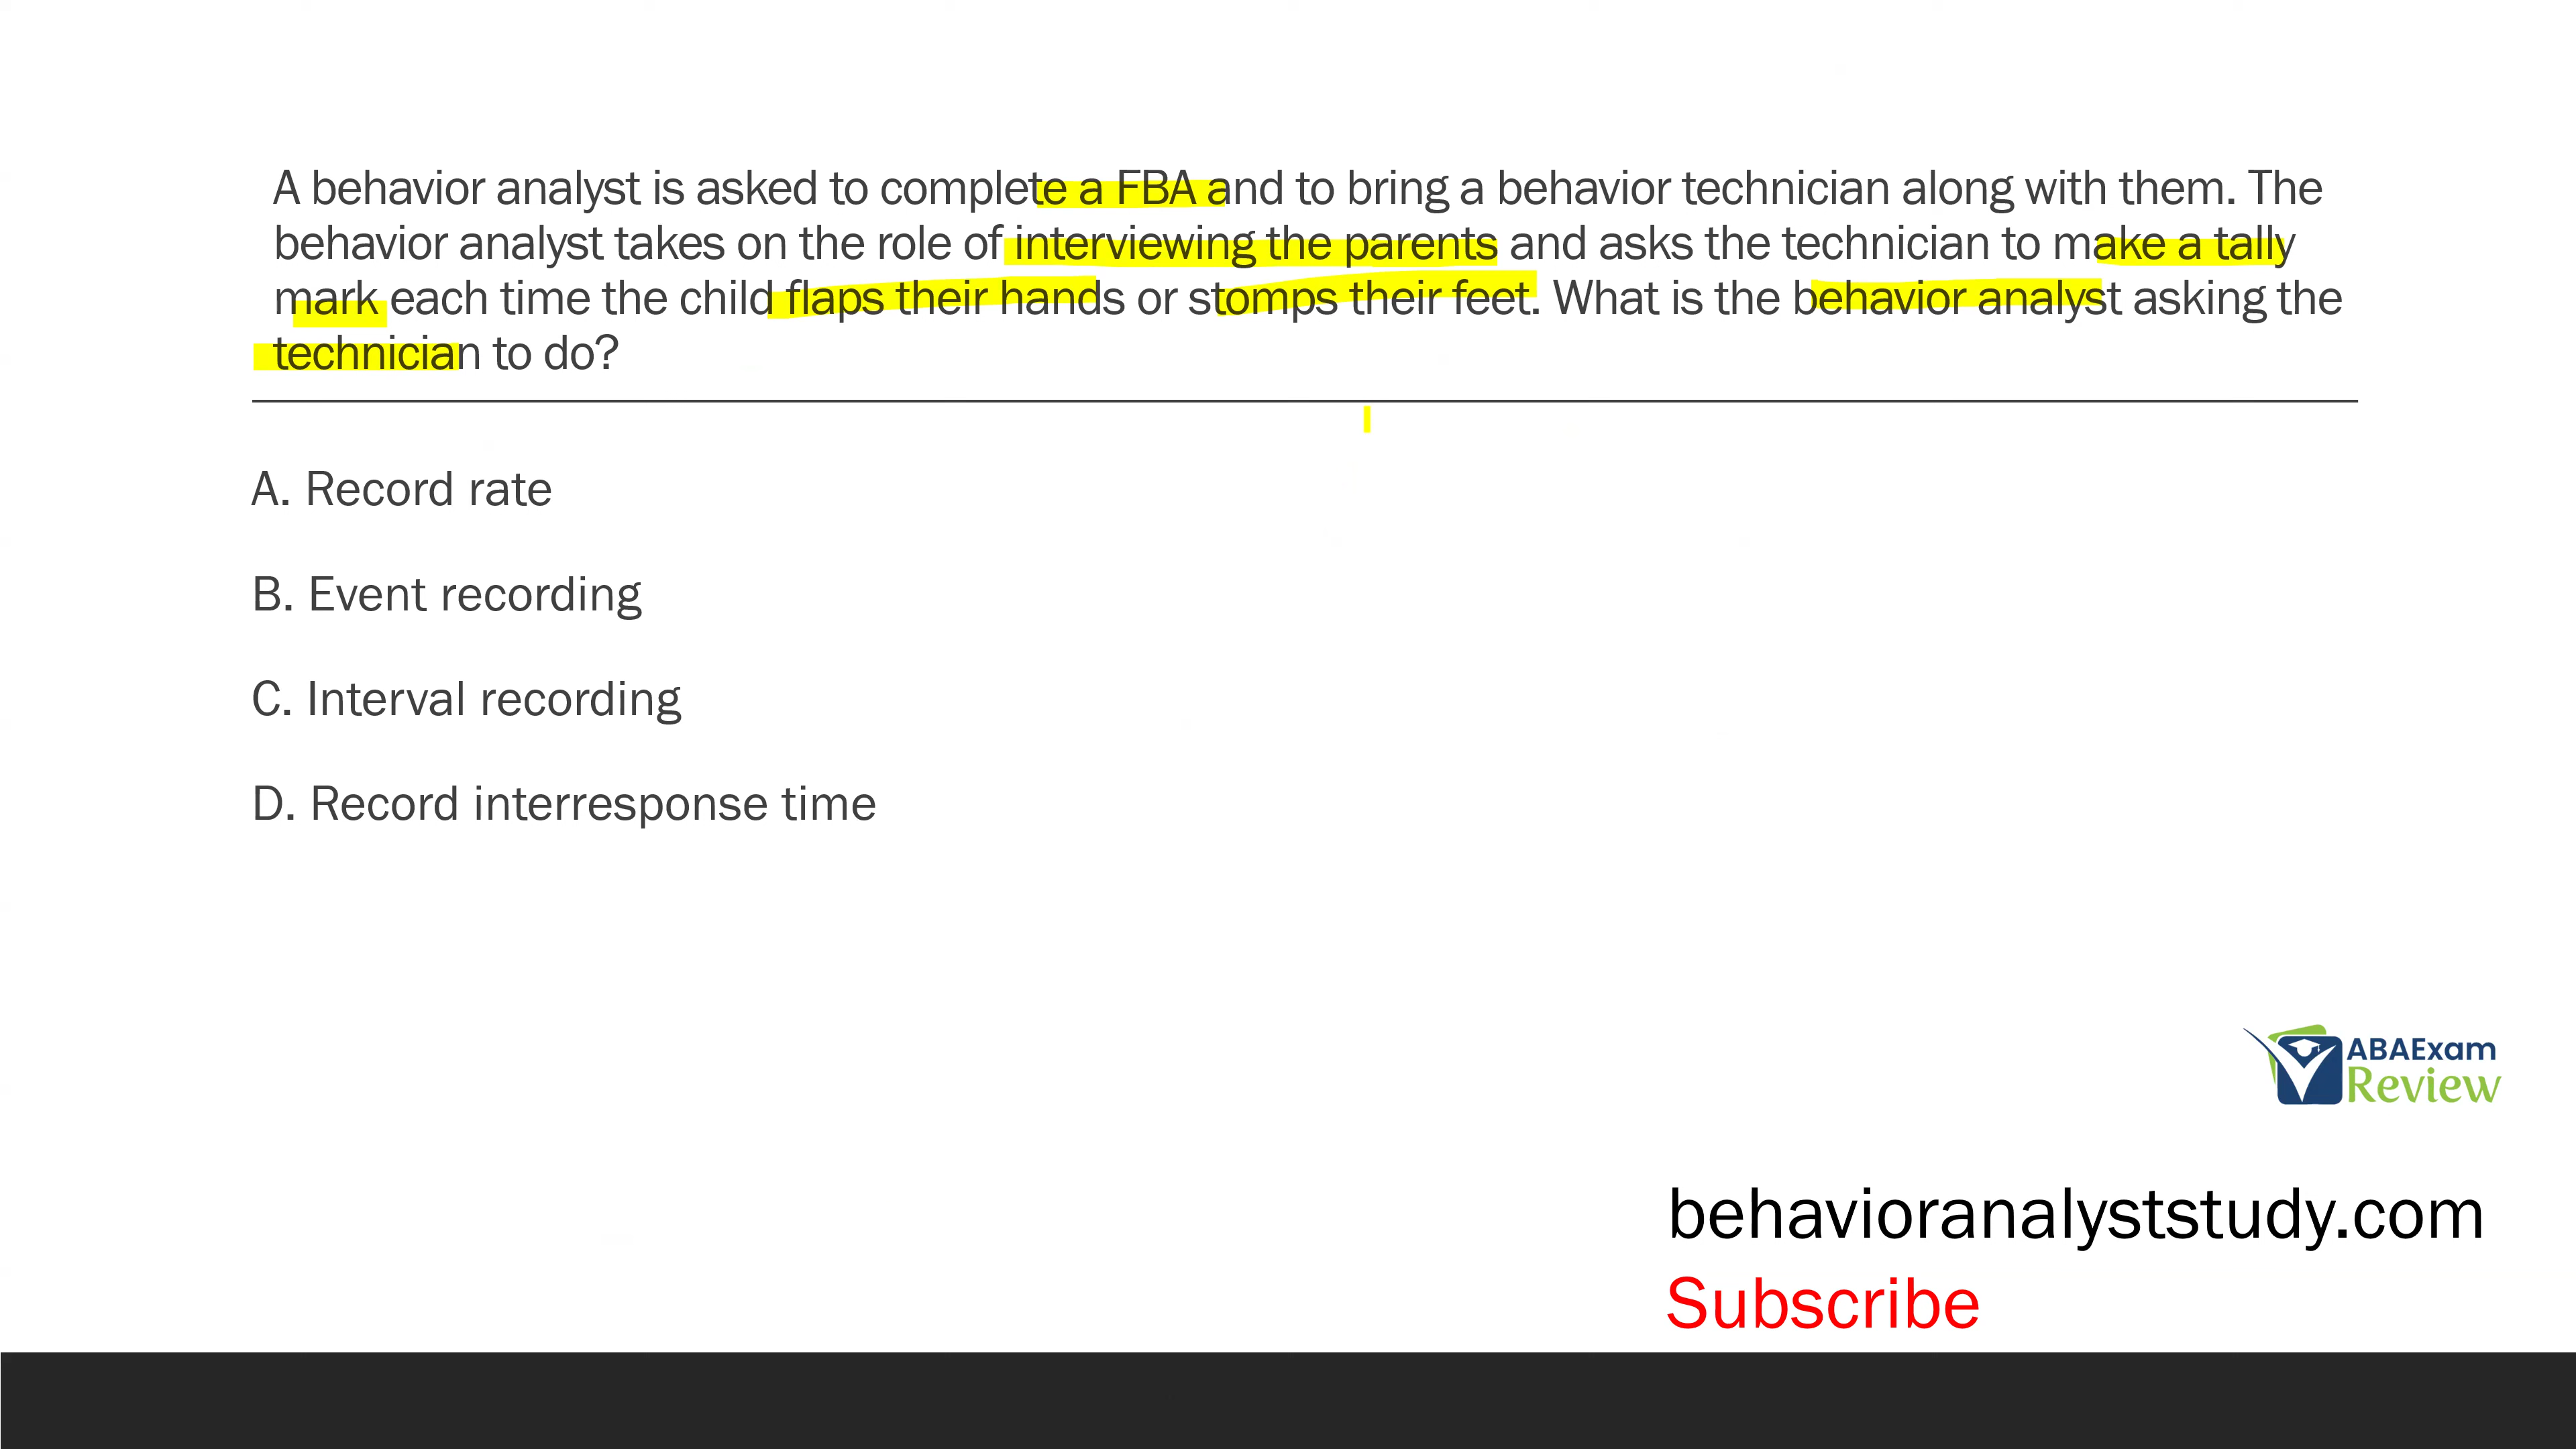 A behavior analyst is asked to complete a FBA and to bring a behavior technician along with them. The
behavior analyst takes on the role of interviewing the parents and asks the technician to make a tally
mark each time the child flaps their hands or stomps their feet. What is the behavior analyst asking the
technician to do?
A. Record rate
B. Event recording
C. Interval recording
D. Record interresponse time
ABAExam
Review
behavioranalyststudy.com
Subscribe